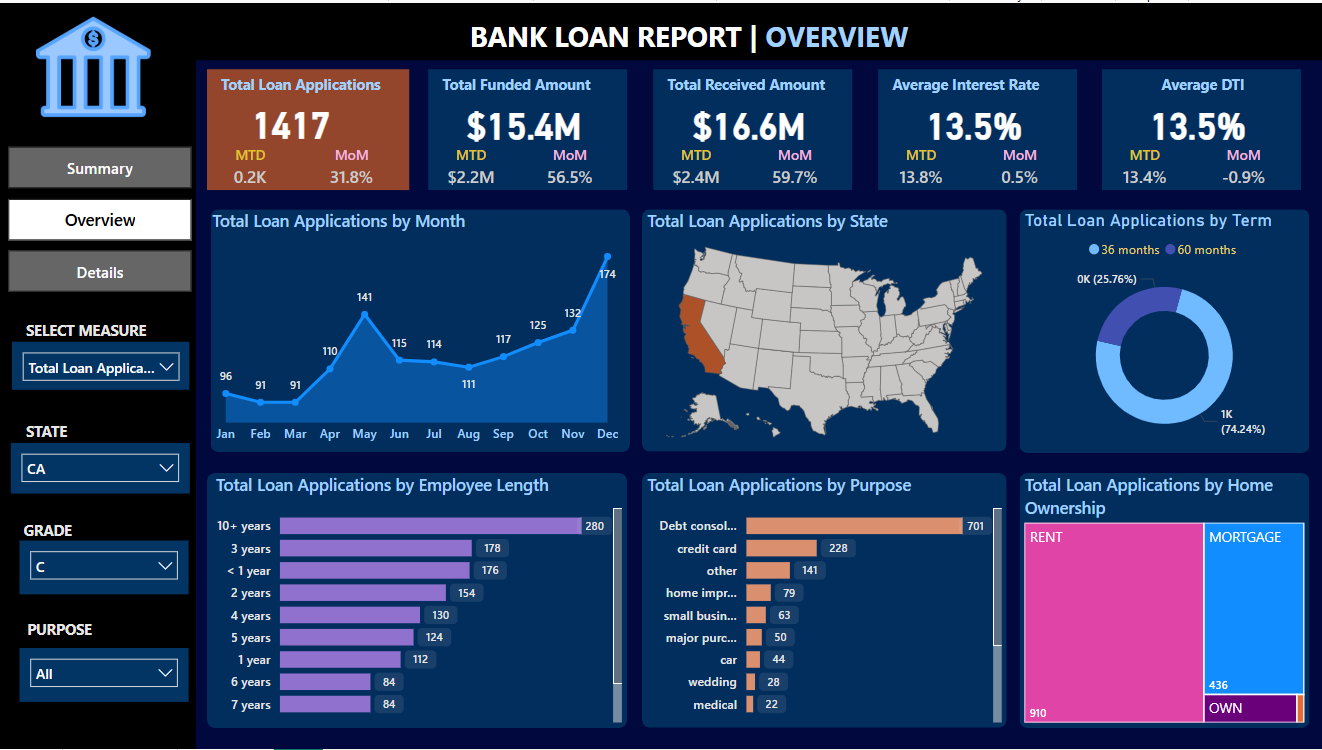 BANK LOAN REPORT | OVERVIEW
$
Summary
Overview
Details
SELECT MEASURE
Total Loan Applica...
STATE
CA
GRADE
C
PURPOSE
All
Total Loan Applications
1417
MTD MoM
0.2K 31.8%
Total Funded Amount
$15.4M
MTD MoM
$2.2M 56.5%
Total Received Amount
$16.6M
MTD MoM
$2.4M 59.7%
Average Interest Rate
13.5%
MTD MoM
13.8% 0.5%
Average DTI
13.5%
MTD MoM
13.4% -0.9%
Total Loan Applications by Month
96 91 91 110 141 115 114 111 117 125 132 174
Jan Feb Mar Apr May Jun Jul Aug Sep Oct Nov Dec
Total Loan Applications by State
Total Loan Applications by Term
36 months 60 months
0K (25.76%)
1K
(74.24%)
Total Loan Applications by Employee Length
10+ years 280
3 years 178
< 1 year 176
2 years 154
4 years 130
5 years 124
1 year 112
6 years 84
7 years 84
Total Loan Applications by Purpose
Debt consol... 701
credit card 228
other 141
home impr... 79
small busin... 63
major purc... 50
car 44
wedding 28
medical 22
Total Loan Applications by Home
Ownership
RENT
910
MORTGAGE
436
OWN